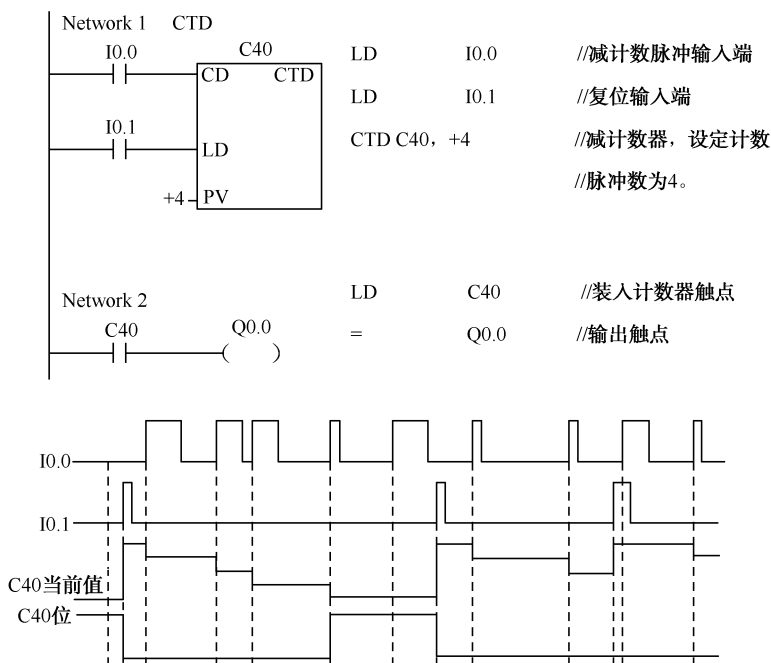 Network 1 CTD
I0.0
C40
CD CTD
I0.1
LD
+4 PV
LD I0.0 //减计数脉冲输入端
LD I0.1 //复位输入端
CTD C40，+4 //减计数器，设定计数
//脉冲数为4。
Network 2
C40
Q0.0
( )
LD C40 //装入计数器触点
= Q0.0 //输出触点
I0.0
I0.1
C40当前值
C40位